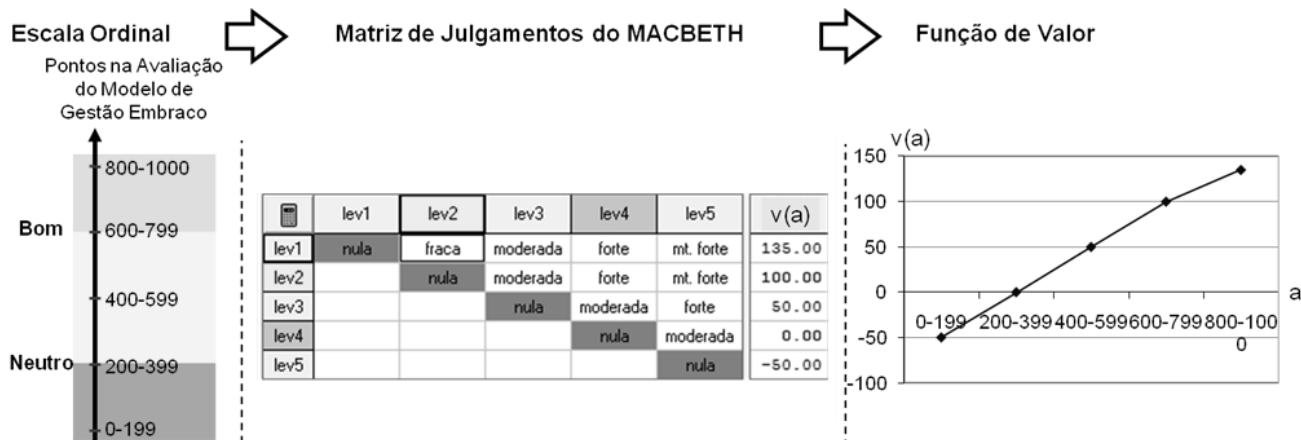 Escala Ordinal
Matriz de Julgamentos do MACBETH
Função de Valor
Pontos na Avaliação
do Modelo de
Gestão Embraco
800-1000
Bom
600-799
400-599
Neutro
200-399
0-199
lev1 lev2 lev3 lev4 lev5 v(a)
lev1 nula fraca moderada forte mt. forte 135.00
lev2 nula moderada forte mt. forte 100.00
lev3 nula moderada forte 50.00
lev4 nula moderada 0.00
lev5 nula -50.00
v(a)
150
100
50
0
-50
-100
a
0-199 200-399 400-599 600-799 800-100
0